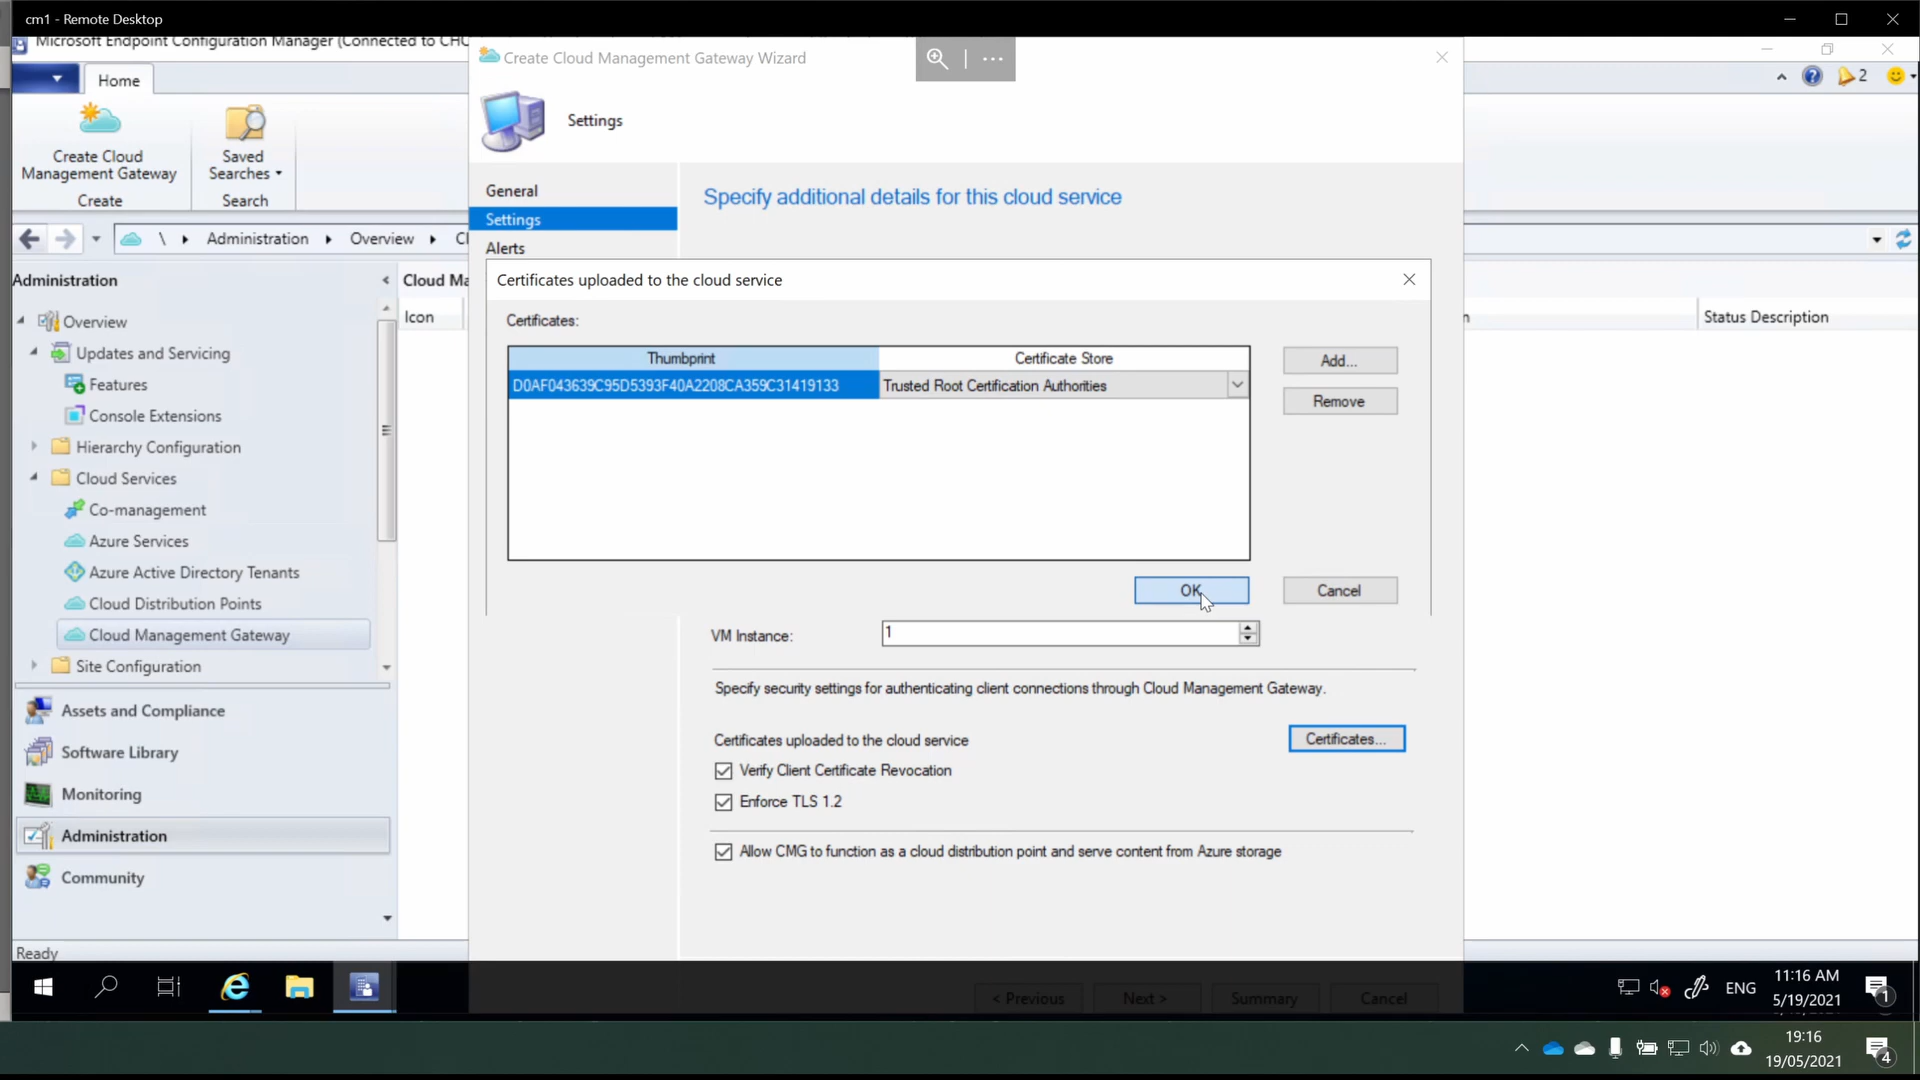 cm1 - Remote Desktop
Microsoft Endpoint Configuration Manager (Connected to CHC
Create Cloud Management Gateway Wizard
Home
2
Create Cloud
Management Gateway
Create
Saved
Searches
Search
Settings
\ Administration Overview Cl
General
Settings
Alerts
Specify additional details for this cloud service
Administration
Overview
Updates and Servicing
Features
Console Extensions
Hierarchy Configuration
Cloud Services
Co-management
Azure Services
Azure Active Directory Tenants
Cloud Distribution Points
Cloud Management Gateway
Site Configuration
Assets and Compliance
Software Library
Monitoring
Administration
Community
Ready
Cloud Ma
Icon
Status Description
Certificates uploaded to the cloud service
Certificates:
Thumbprint Certificate Store
D0AF043639C95D5393F40A2208CA359C31419133 Trusted Root Certification Authorities
Add...
Remove
OK Cancel
VM Instance: 1
Specify security settings for authenticating client connections through Cloud Management Gateway.
Certificates uploaded to the cloud service Certificates...
Verify Client Certificate Revocation
Enforce TLS 1.2
Allow CMG to function as a cloud distribution point and serve content from Azure storage
< Previous Next > Summary Cancel
ENG
11:16 AM
5/19/2021
1
19:16
19/05/2021
4